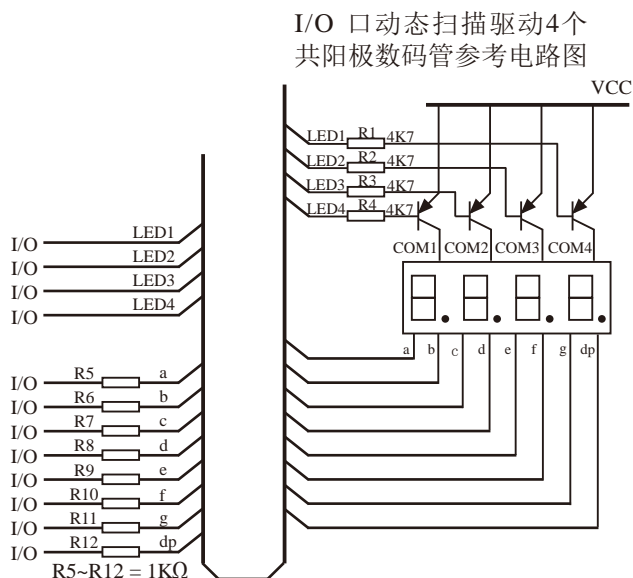 I/O 口动态扫描驱动4个
共阳极数码管参考电路图
VCC
LED1 R1 4K7
LED2 R2 4K7
LED3 R3 4K7
LED4 R4 4K7
COM1 COM2 COM3 COM4
I/O LED1
I/O LED2
I/O LED3
I/O LED4
a b c d e f g dp
I/O R5 a
I/O R6 b
I/O R7 c
I/O R8 d
I/O R9 e
I/O R10 f
I/O R11 g
I/O R12 dp
R5~R12 = 1KΩ